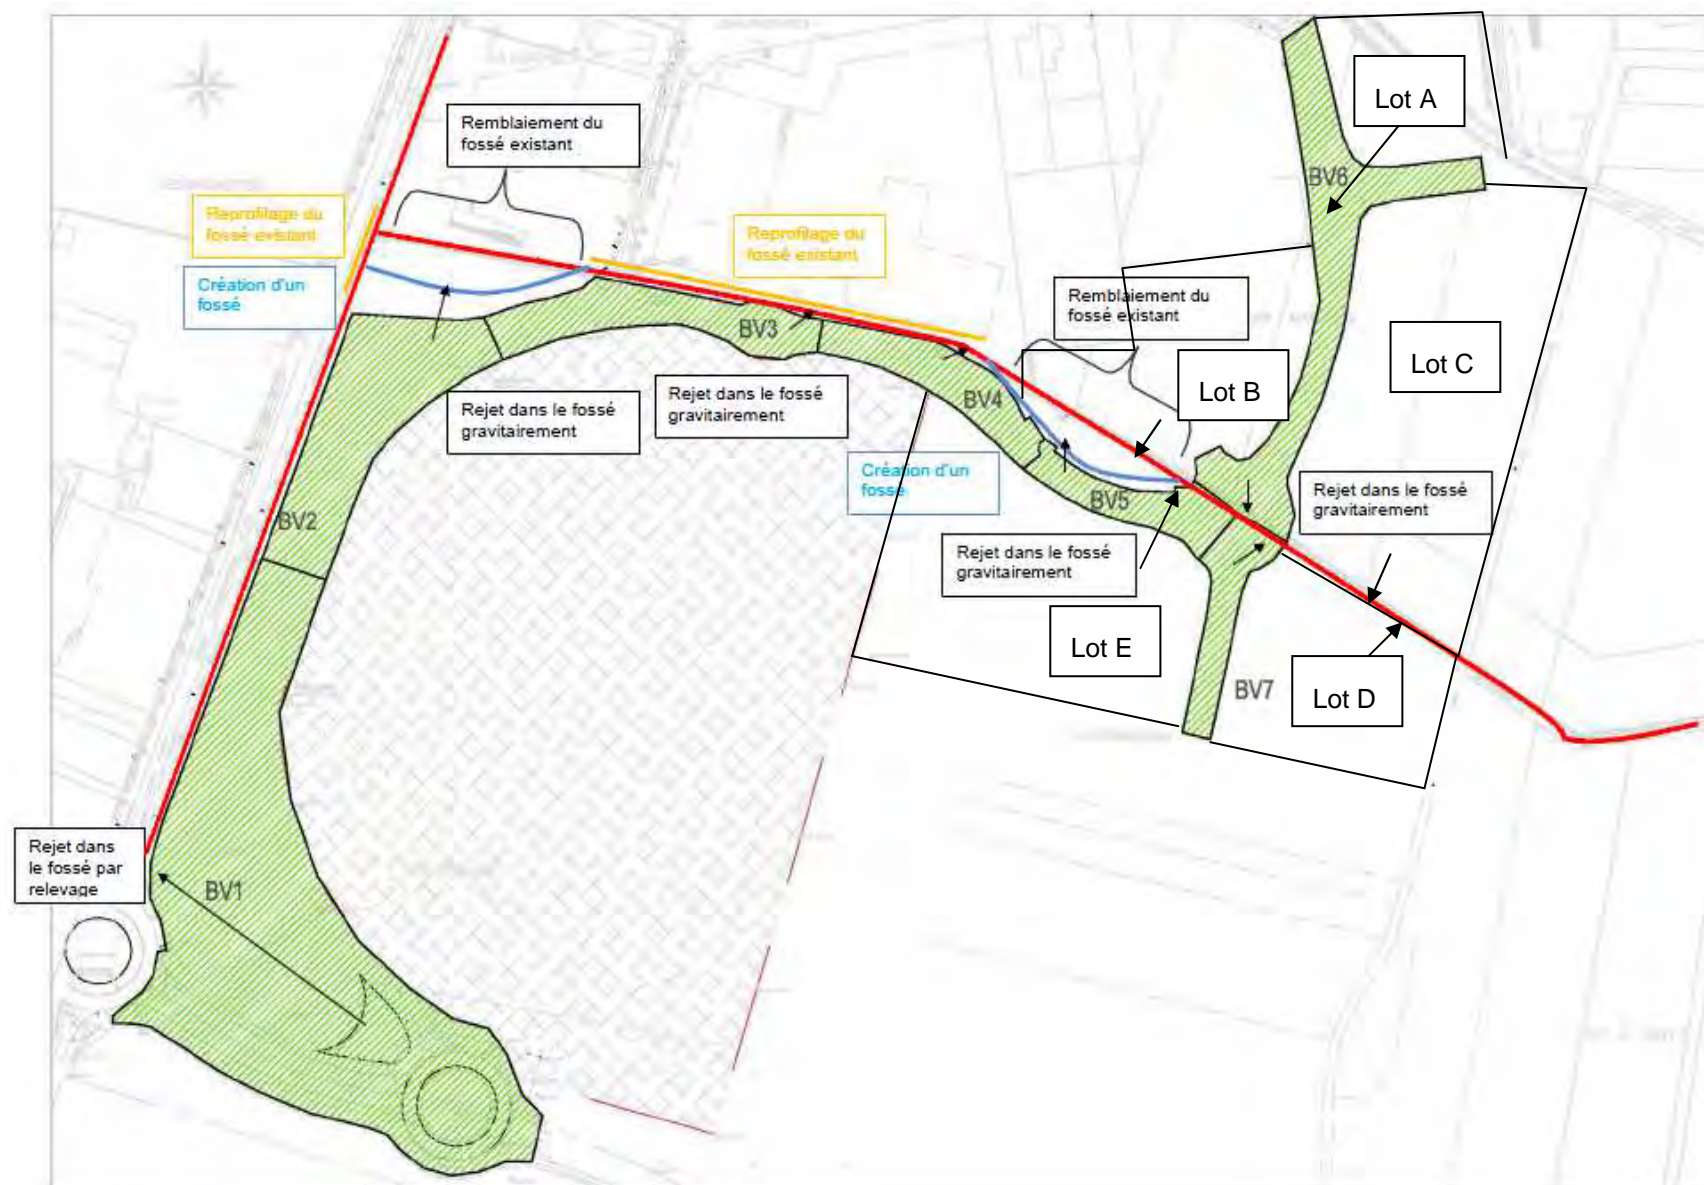 Lot A
Remblaiement du
fossé existant
BV6
Reprofilage du
fossé existant
Reprofilage du
fossé existant
Création d'un
fossé
Remblaiement du
fossé existant
BV3
Lot C
Rejet dans le fossé
gravitairement
Rejet dans le fossé
gravitairement
BV4
Lot B
Création d'un
fossé
Rejet dans le fossé
gravitairement
BV5
BV2
Rejet dans le fossé
gravitairement
Lot E
BV7
Lot D
Rejet dans
le fossé par
relevage
BV1